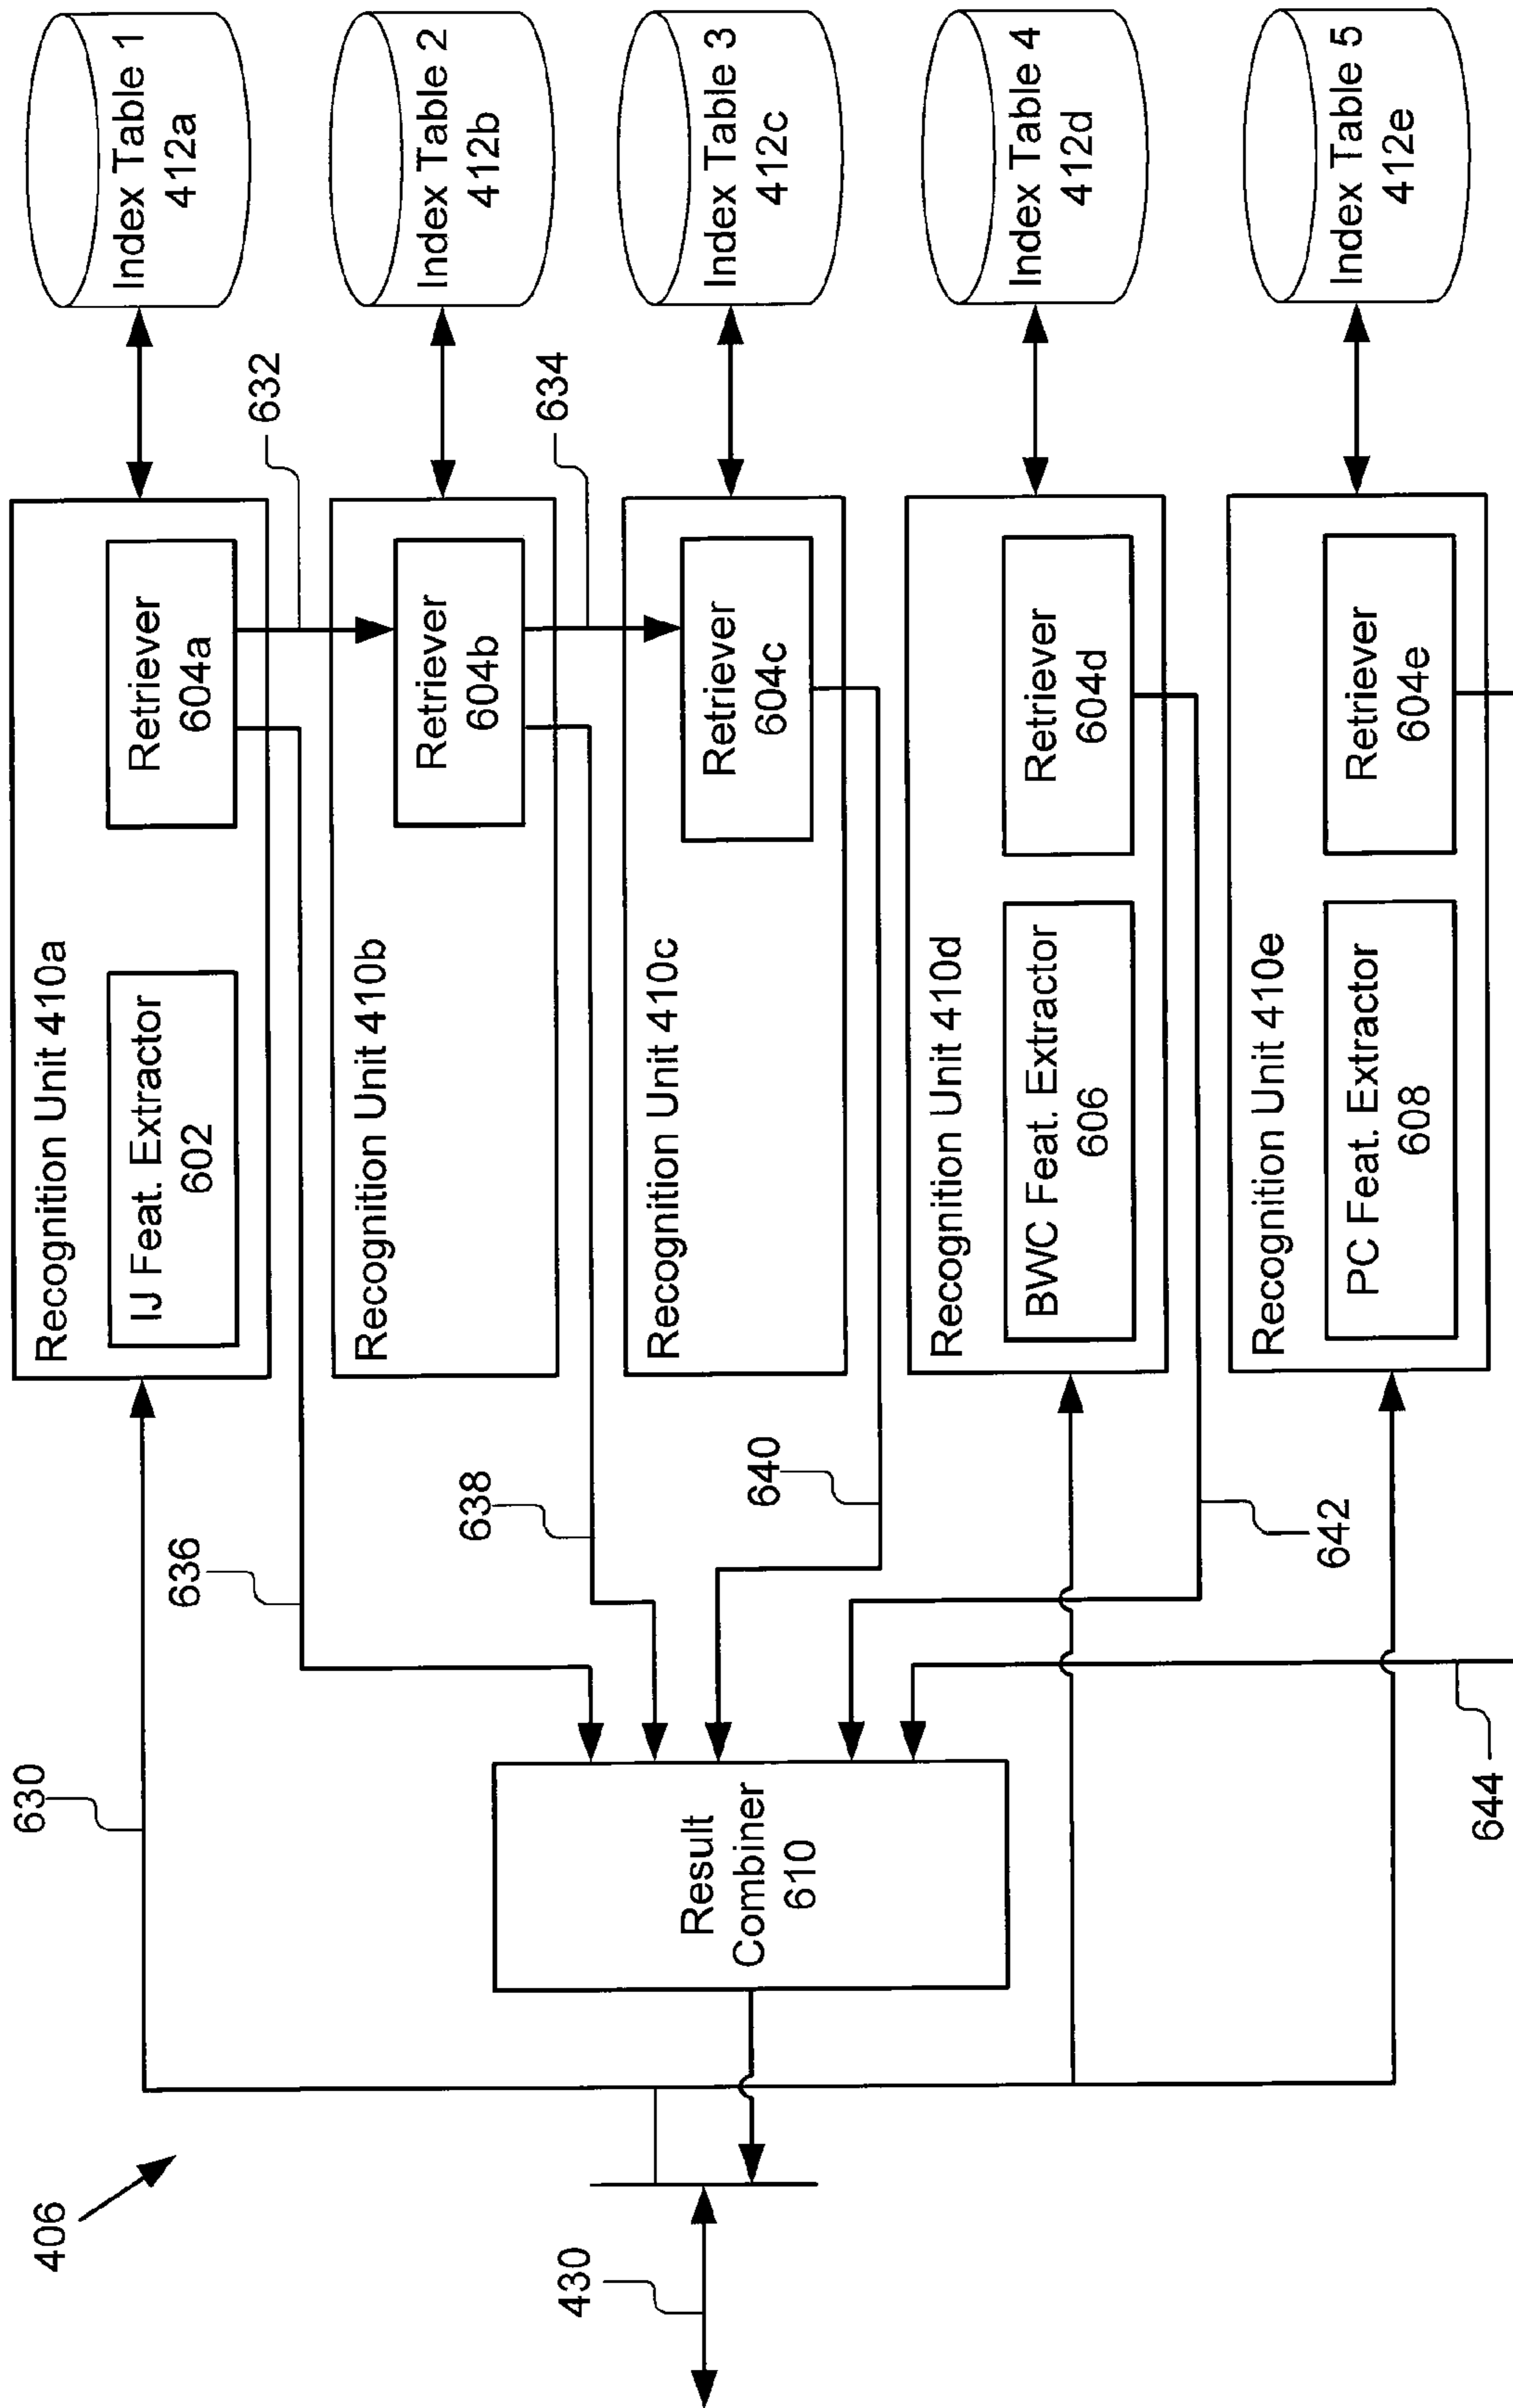 406
430
630
636
638
640
642
644
Result
Combiner
610
Recognition Unit 410a
IJ Feat. Extractor
602
Retriever
604a
632
Index Table 1
412a
Recognition Unit 410b
Retriever
604b
634
Index Table 2
412b
Recognition Unit 410c
Retriever
604c
Index Table 3
412c
Recognition Unit 410d
BWC Feat. Extractor
606
Retriever
604d
Index Table 4
412d
Recognition Unit 410e
PC Feat. Extractor
608
Retriever
604e
Index Table 5
412e